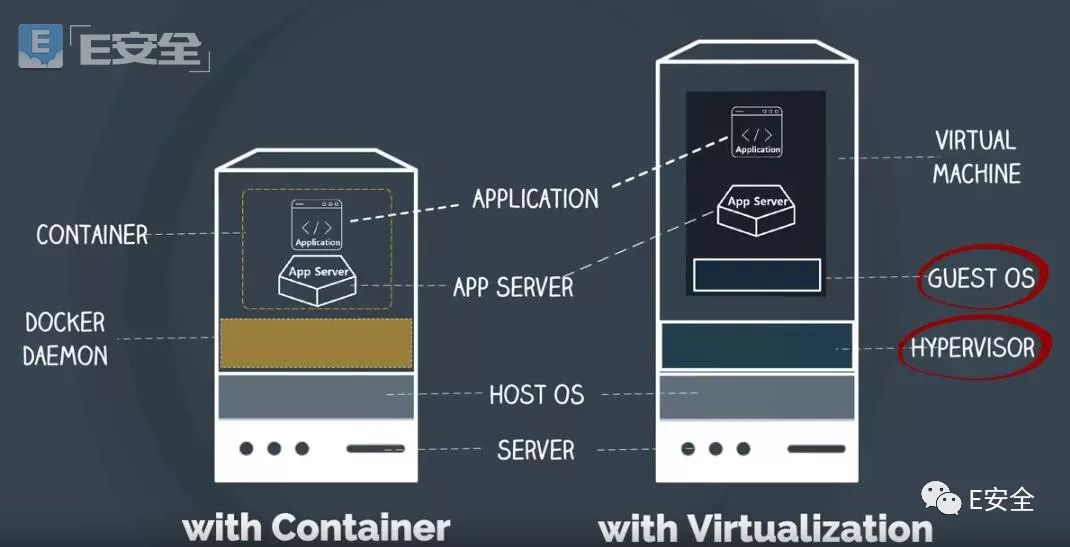 E
E安全
Application
App Server
CONTAINER
DOCKER
DAEMON
APPLICATION
APP SERVER
HOST OS
SERVER
Application
App Server
VIRTUAL
MACHINE
GUEST OS
HYPERVISOR
with Container
with Virtualization
E安全